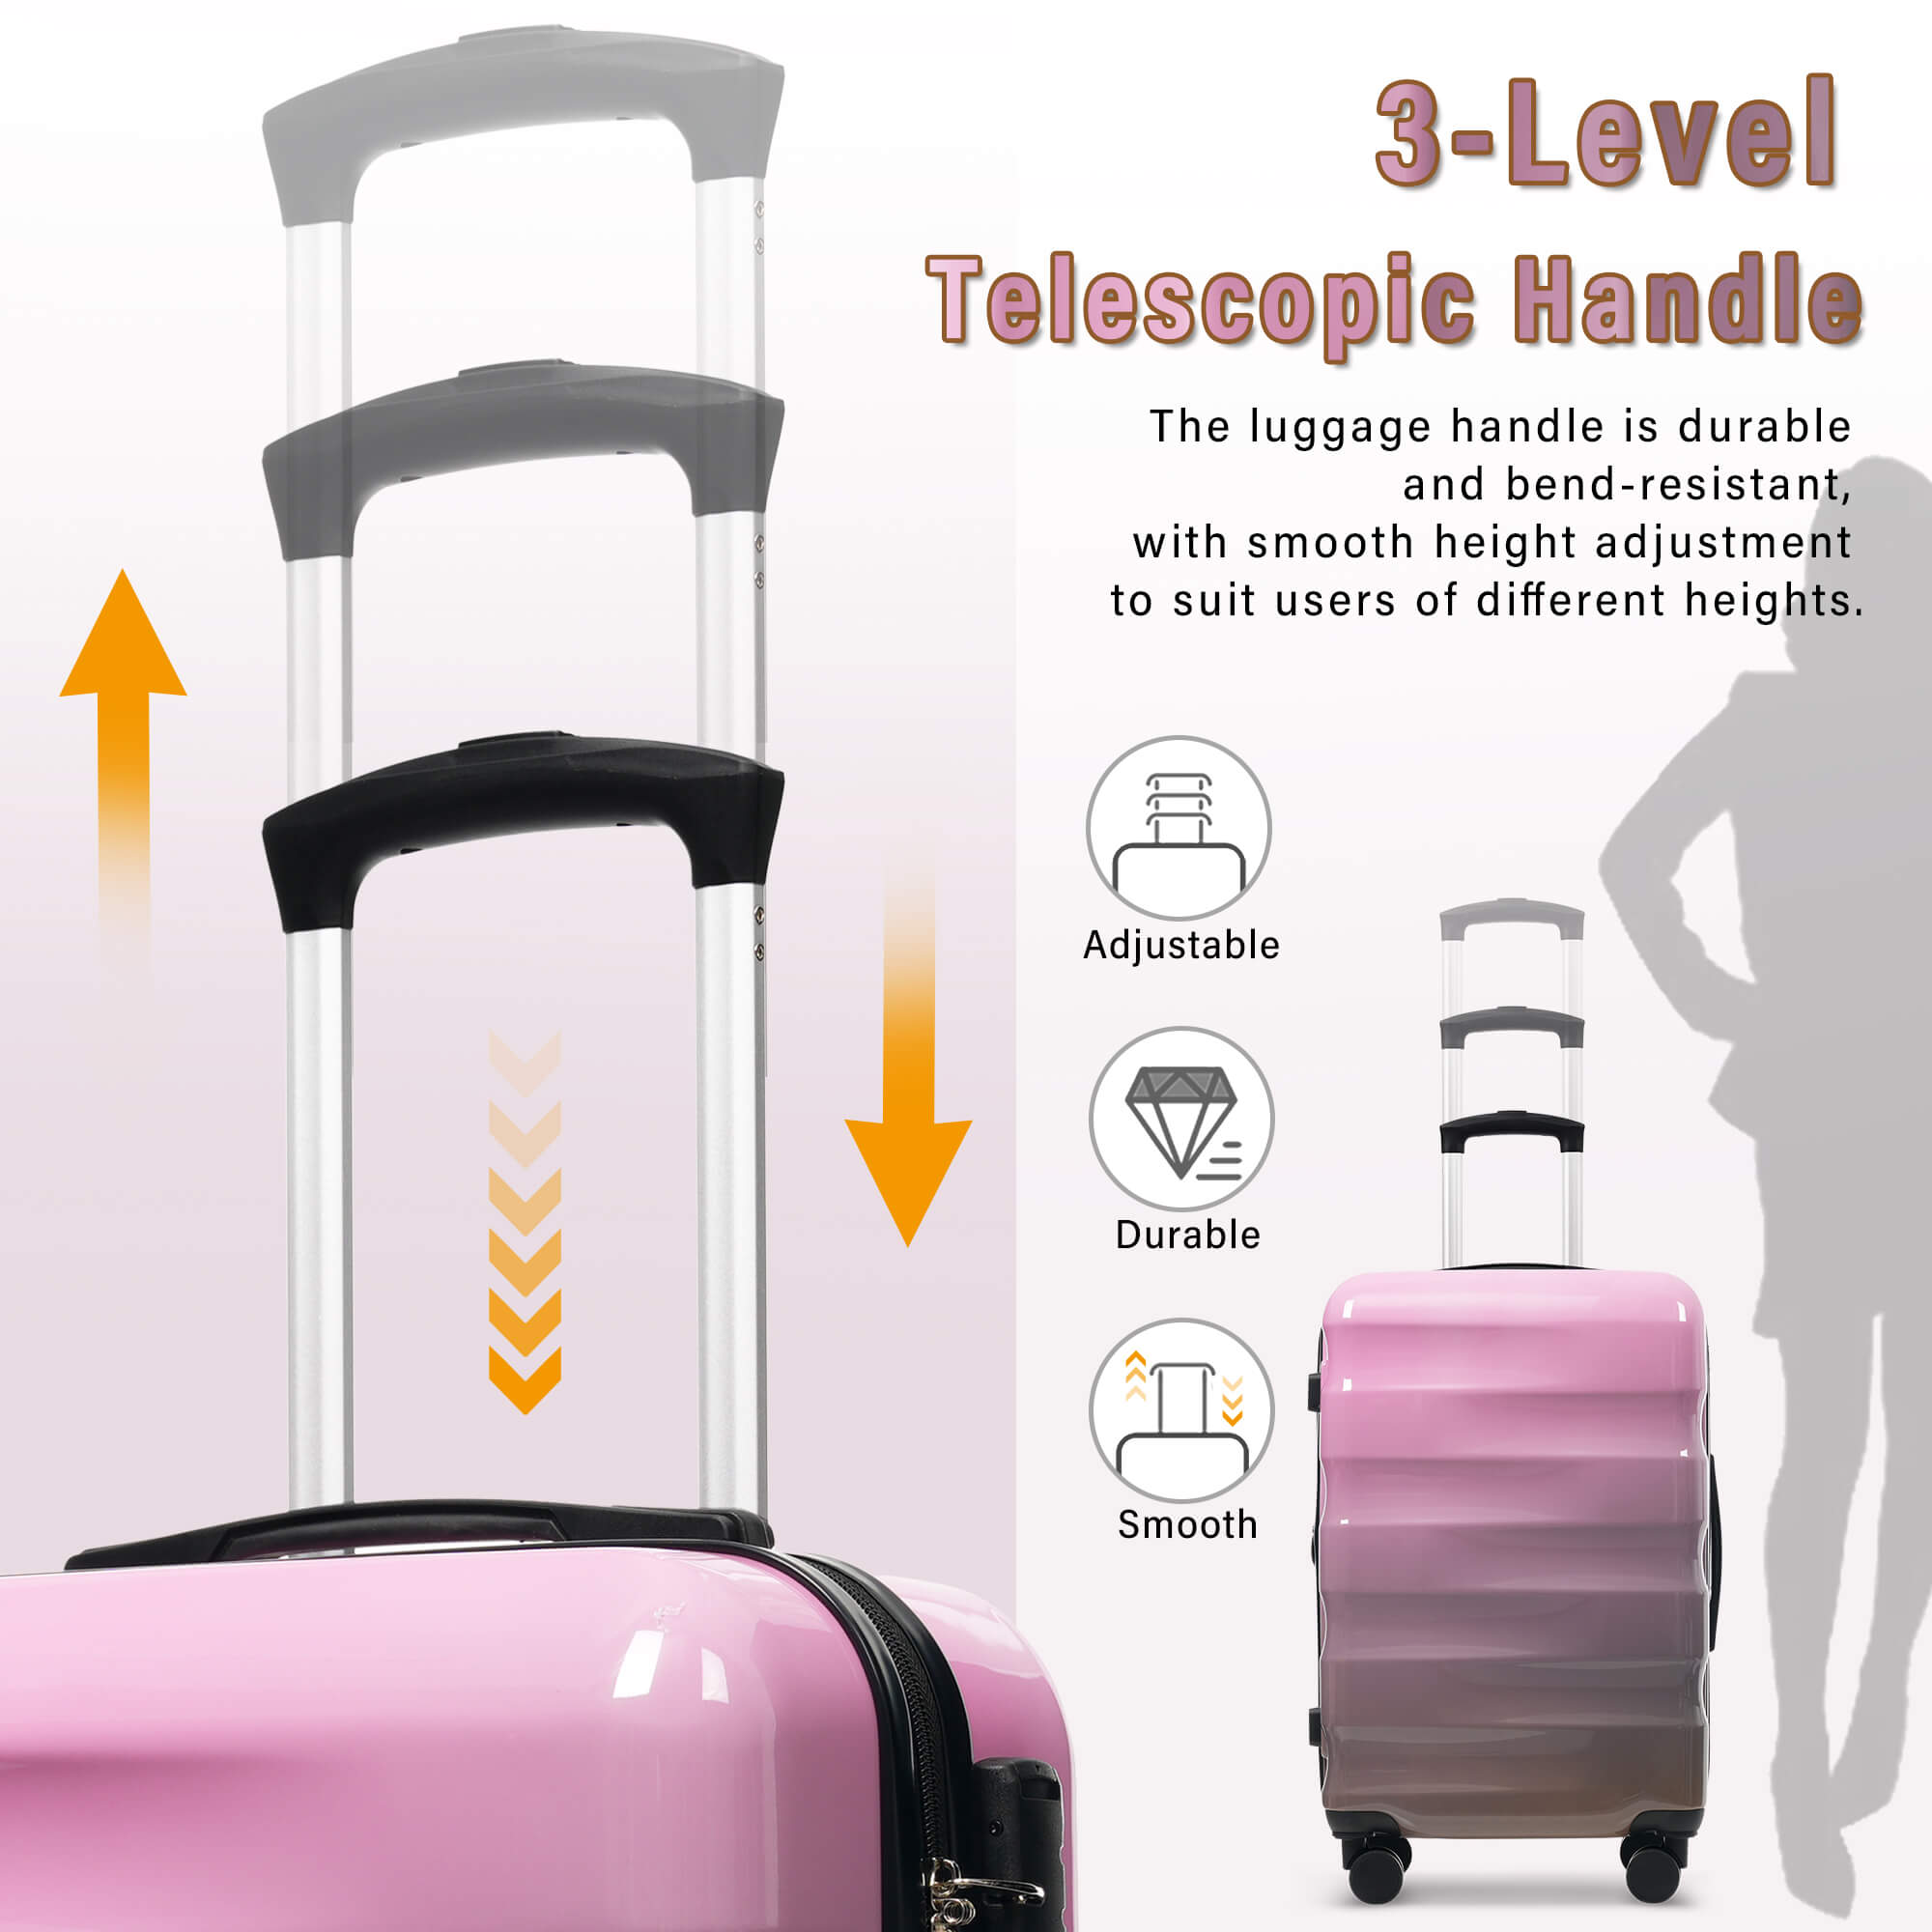 3-Level
Telescopic Handle
The luggage handle is durable
and bend-resistant,
with smooth height adjustment
to suit users of different heights.
Adjustable
Durable
Smooth